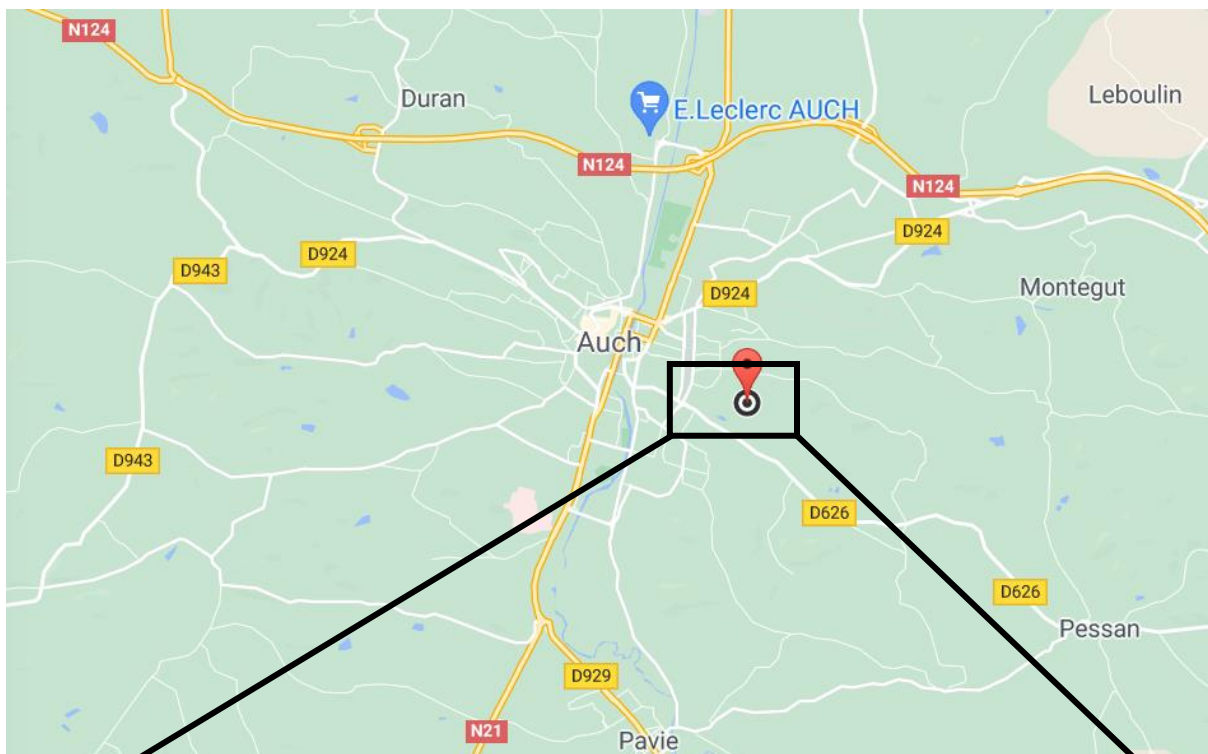 N124
Duran
Leboulin
E.Leclerc AUCH
N124
N124
D924
D924
D943
Montegut
D924
Auch
D943
D626
D626
Pessan
D929
N21
Pavie